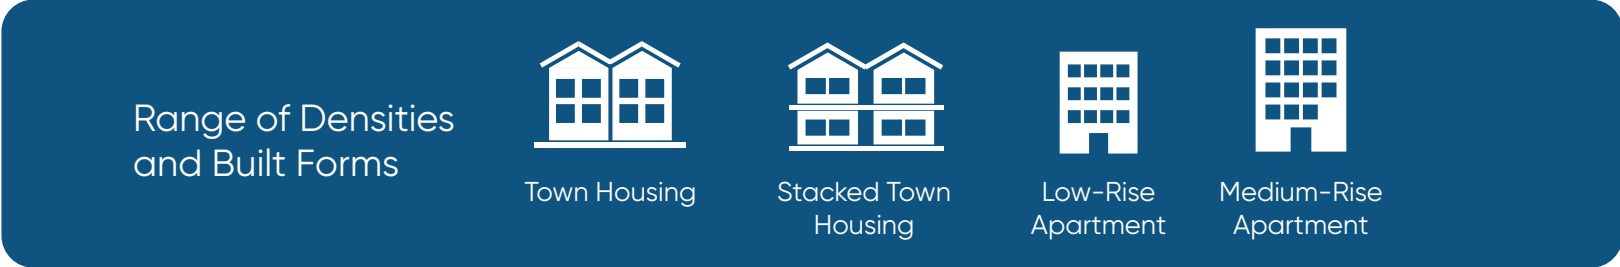 Range of Densities
and Built Forms
Town Housing
Stacked Town
Housing
Low-Rise
Apartment
Medium-Rise
Apartment